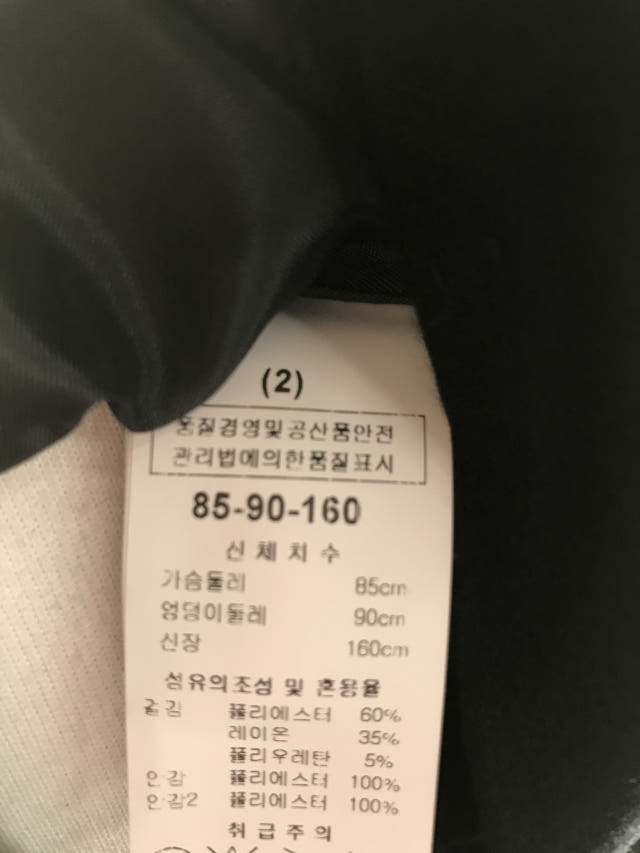 (2)
품질경영및공산품안전
관리법에의한품질표시
85-90-160
신체치수
가슴둘레 85cm
엉덩이둘레 90cm
신장 160cm
섬유의조성 및 혼용율
겉감 폴리에스터 60%
레이온 35%
폴리우레탄 5%
안감 폴리에스터 100%
안감2 폴리에스터 100%
취급주의